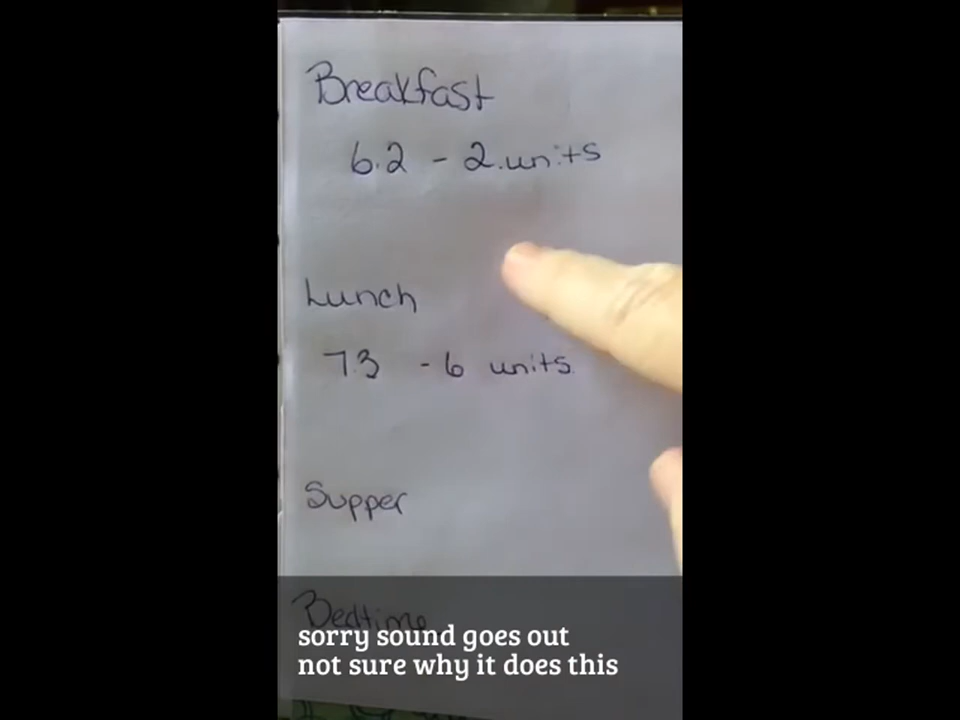 Breakfast
6.2 - 2 units
Lunch
7.3 - 6 units
Supper
Bedtime
sorry sound goes out
not sure why it does this